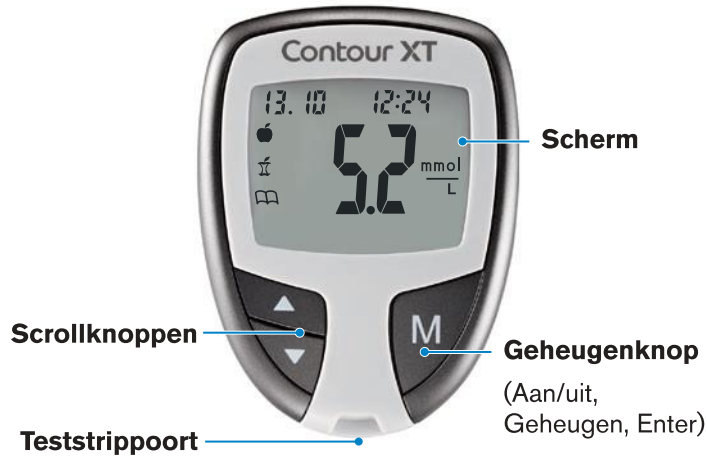 Contour XT
13.10 12:24
5.2 mmol
L
Scherm
Scrollknoppen
M
Geheugenknop
(Aan/uit,
Geheugen, Enter)
Teststrippoort